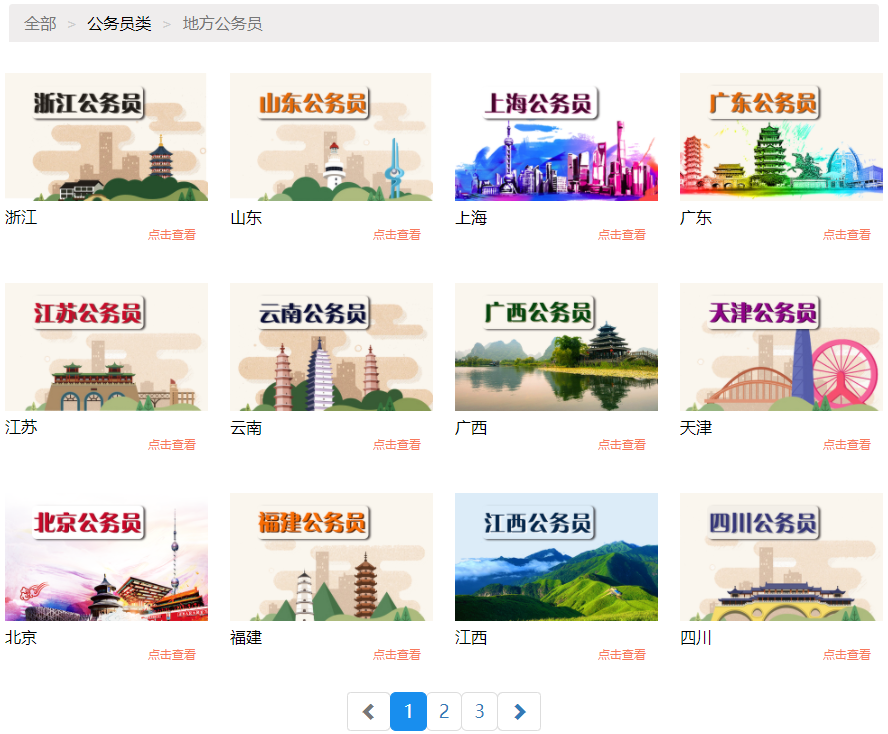 全部 > 公务员类 > 地方公务员
浙江公务员
山东公务员
上海公务员
广东公务员
浙江
山东
上海
广东
点击查看
点击查看
点击查看
点击查看
江苏公务员
云南公务员
广西公务员
天津公务员
江苏
云南
广西
天津
点击查看
点击查看
点击查看
点击查看
北京公务员
福建公务员
江西公务员
四川公务员
北京
福建
江西
四川
点击查看
点击查看
点击查看
点击查看
1 2 3